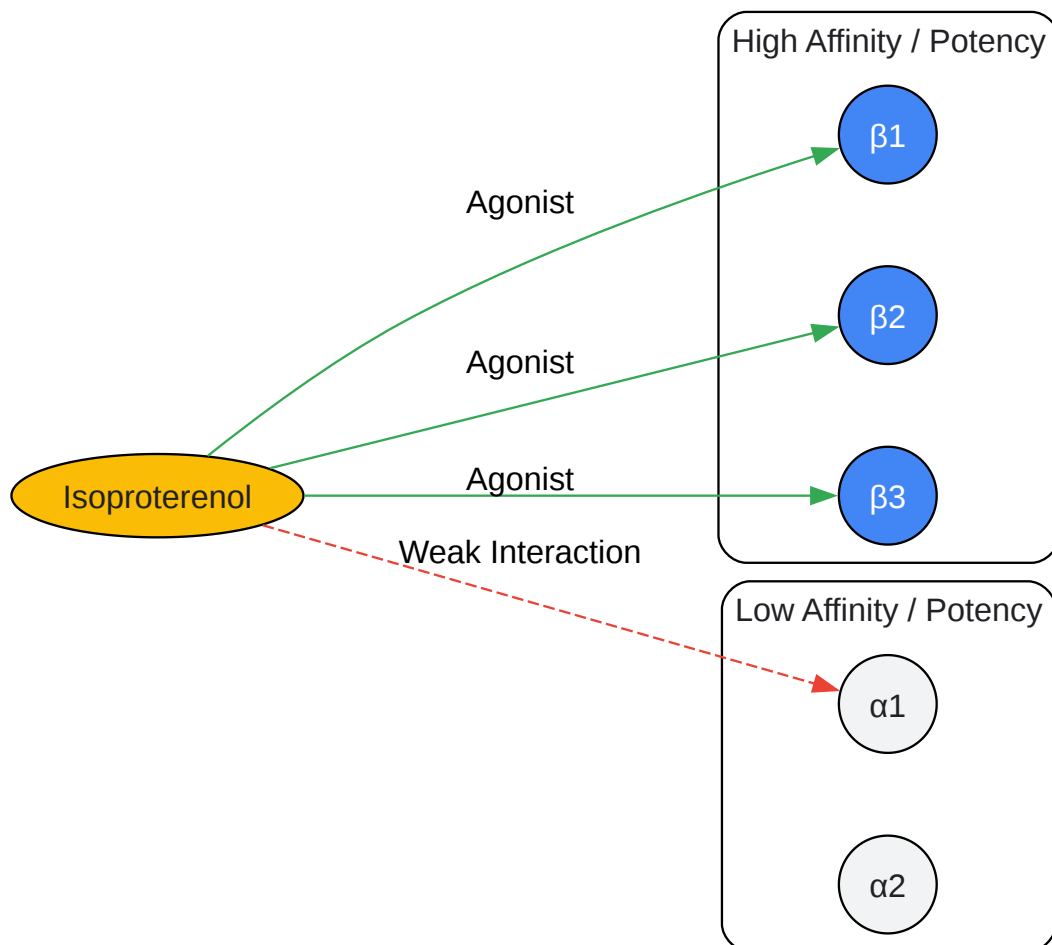 High Affinity / Potency
β1
Agonist
β2
Agonist
Agonist
β3
Isoproterenol
Weak Interaction
Low Affinity / Potency
α1
α2